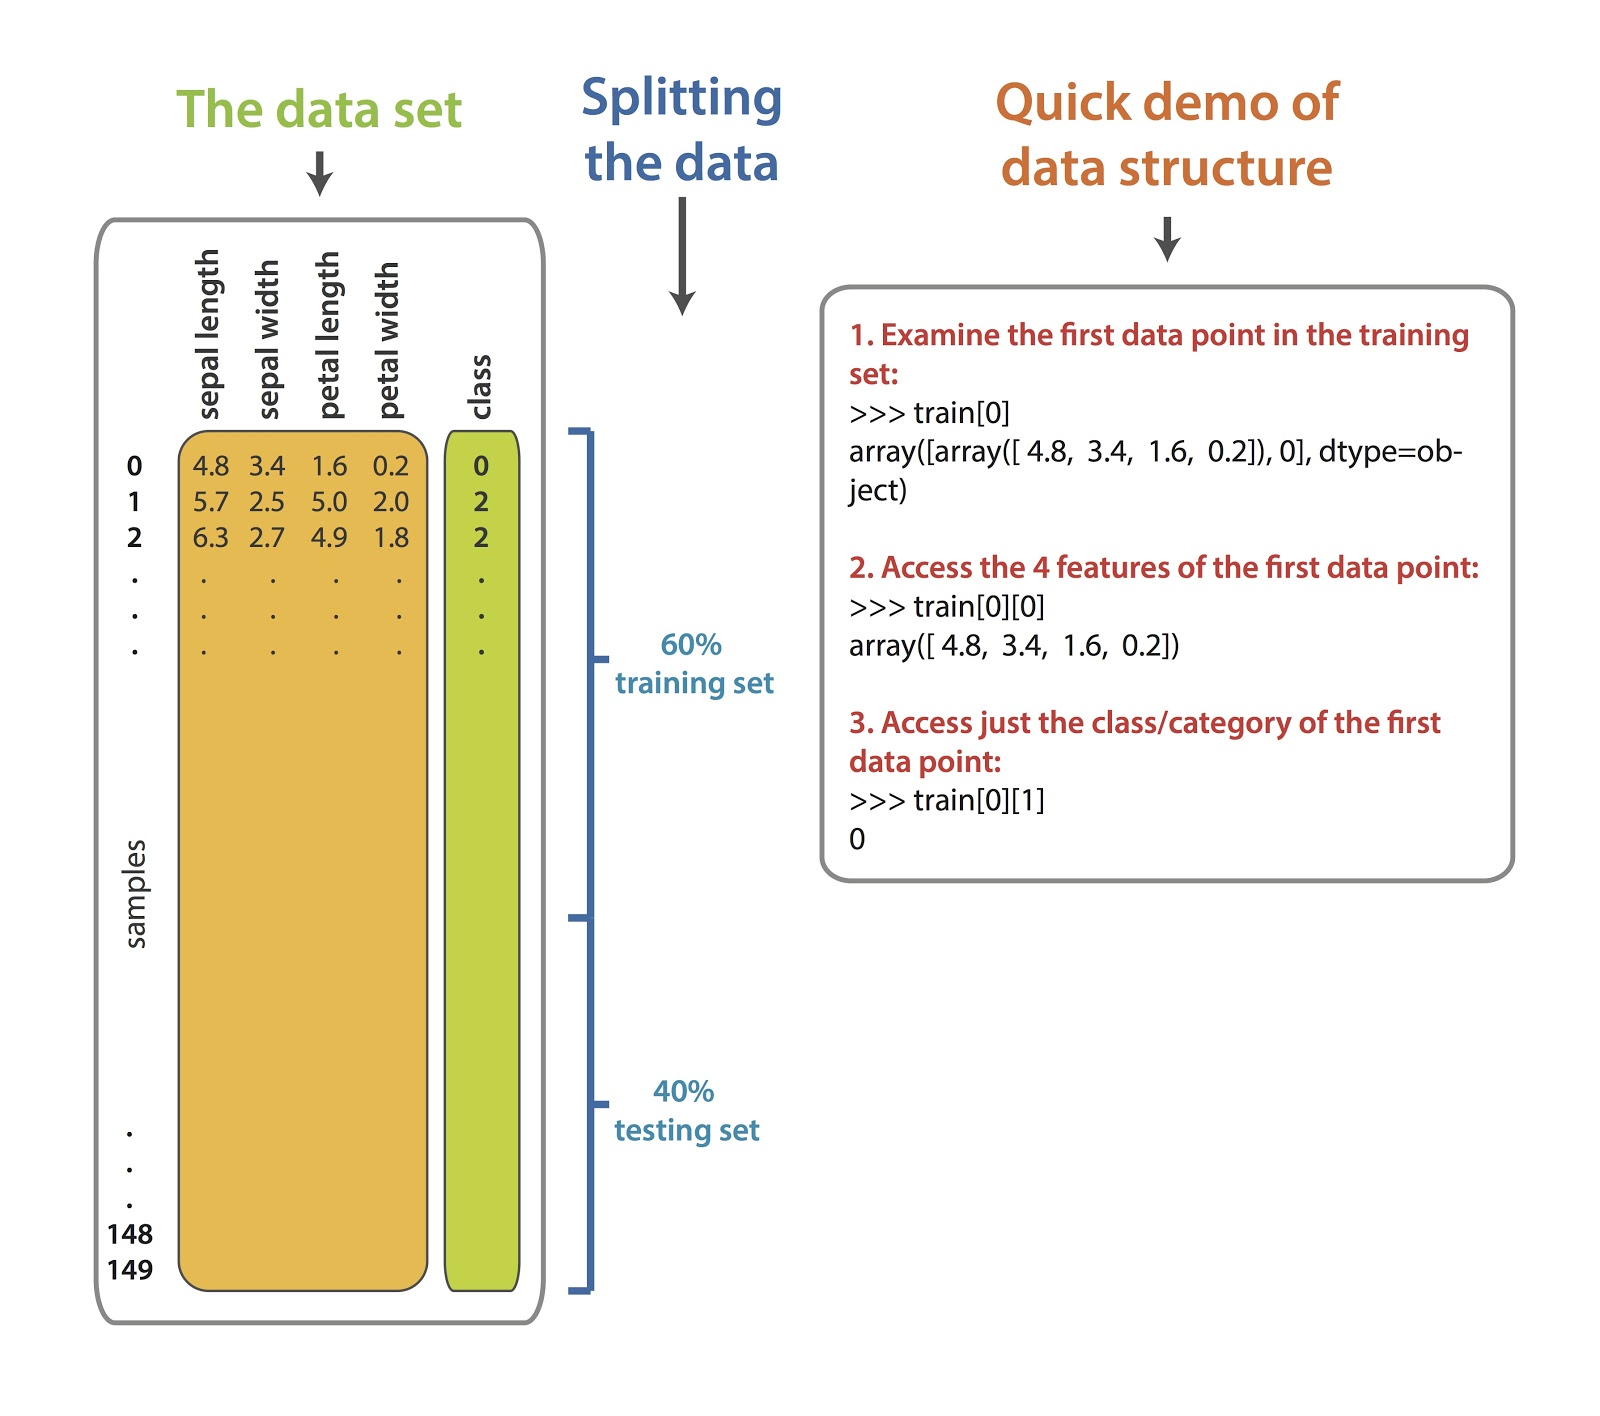 The data set
sepal length
sepal width
petal length
petal width
class
0 4.8 3.4 1.6 0.2 0
1 5.7 2.5 5.0 2.0 2
2 6.3 2.7 4.9 1.8 2
. . . . . .
. . . . . .
. . . . . .
samples
.
.
.
148
149
Splitting
the data
60%
training set
40%
testing set
Quick demo of
data structure
1. Examine the first data point in the training
set:
>>> train[0]
array([array([ 4.8,  3.4,  1.6,  0.2]), 0], dtype=ob-
ject)
2. Access the 4 features of the first data point:
>>> train[0][0]
array([ 4.8,  3.4,  1.6,  0.2])
3. Access just the class/category of the first
data point:
>>> train[0][1]
0